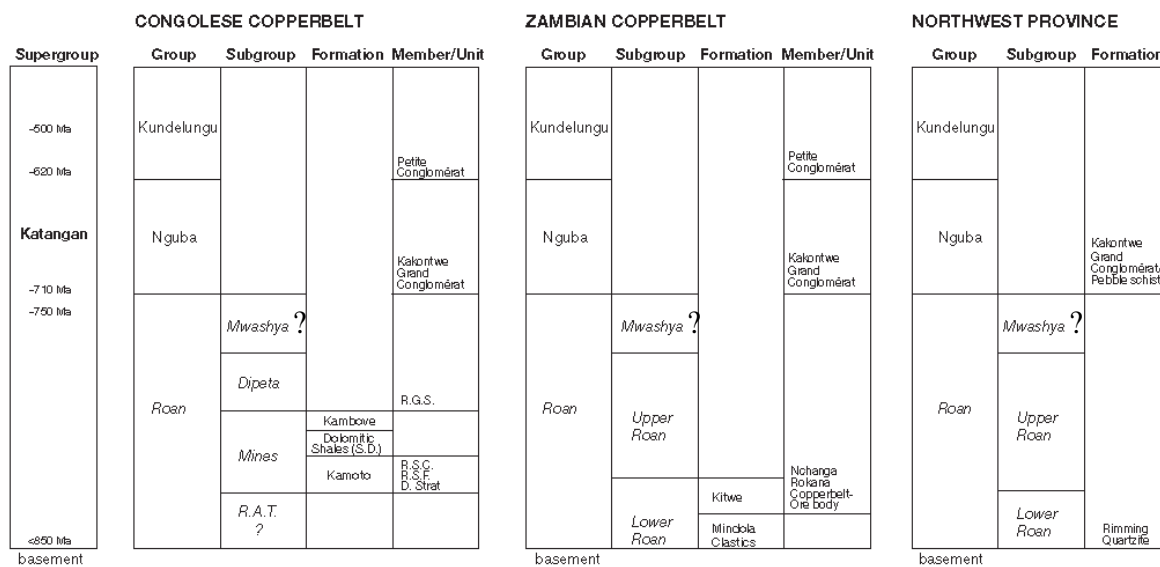 CONGOLESE COPPERBELT
ZAMBIAN COPPERBELT
NORTHWEST PROVINCE
Supergroup
Group Subgroup Formation Member/Unit
Group Subgroup Formation Member/Unit
Group Subgroup Formation
~500 Ma
~620 Ma
Katangan
~710 Ma
~750 Ma
<850 Ma
basement
Kundelungu
Petite
Conglomérat
Nguba
Kakontwe
Grand
Conglomérat
Mwashya ?
Dipeta
R.G.S.
Roan
Kambove
Dolomitic
Shales (S.D.)
Mines
Kamoto
R.S.C.
R.S.F.
D. Strat
R.A.T.
?
Kundelungu
Petite
Conglomérat
Nguba
Kakontwe
Grand
Conglomérat
Mwashya ?
Roan
Upper
Roan
Nchanga
Rokana
Copperbelt-
Ore body
Kitwe
Lower
Roan
Mindola
Clastics
basement
Kundelungu
Nguba
Kakontwe
Grand
Conglomérat/
Pebble schist
Mwashya ?
Roan
Upper
Roan
Lower
Roan
Rimming
Quartzite
basement